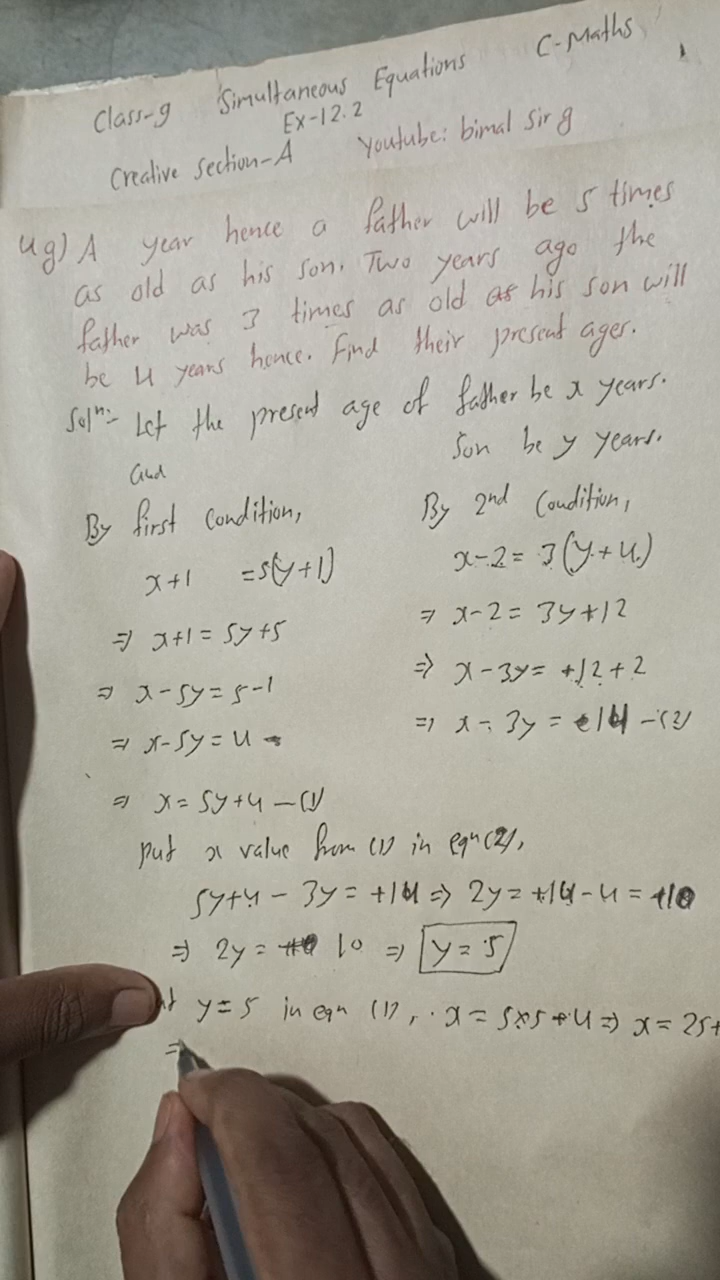 Class-9 Simultaneous Equations C-Maths
Ex-12.2
Creative Section-A Youtube: bimal Sir g
4g) A year hence a father will be 5 times
as old as his son. Two years ago the
father was 3 times as old as his son will
be 4 years hence. Find their present ages.
Solⁿ:- Let the present age of father be x years.
and Son be y years.
By first Condition,
x+1 =5(y+1)
⇒ x+1 = 5y+5
⇒ x-5y = 5-1
⇒ x-5y = 4
⇒ x = 5y+4 —(1)
By 2nd Condition,
x-2 = 3(y+4)
⇒ x-2 = 3y+12
⇒ x-3y = +12+2
⇒ x-3y = 14 —(2)
put x value from (1) in eqn(2),
5y+4 - 3y = +14 ⇒ 2y = +14-4 = 10
⇒ 2y = 10 ⇒ y = 5
y = 5 in eqn (1), x = 5×5+4 ⇒ x = 25+
=